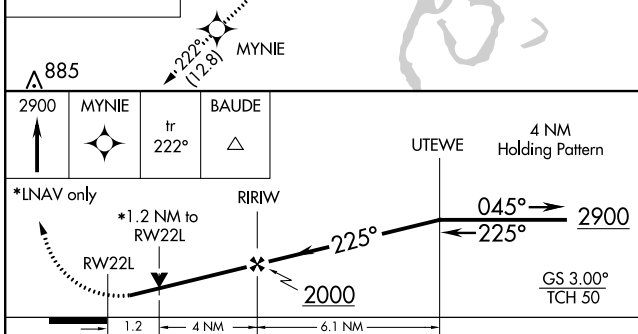 222°
(12.8)
MYNIE
885
2900
MYNIE
tr
222°
BAUDE
UTEWE
4 NM
Holding Pattern
*LNAV only
RIRIW
*1.2 NM to
RW22L
RW22L
045°
225°
2900
225°
2000
GS 3.00°
TCH 50
1.2
4 NM
6.1 NM